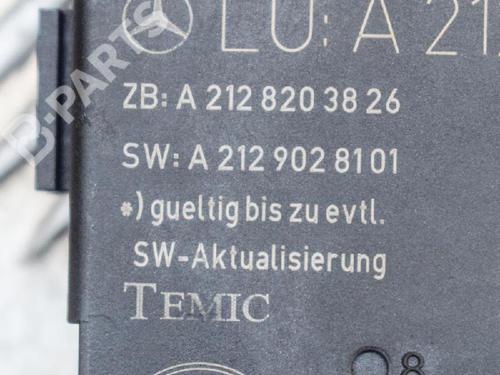 LU: A 21
ZB: A 212 820 38 26
SW: A 212 902 81 01
*) gueltig bis zu evtl.
SW-Aktualisierung
TEMIC
8
B-PARTS